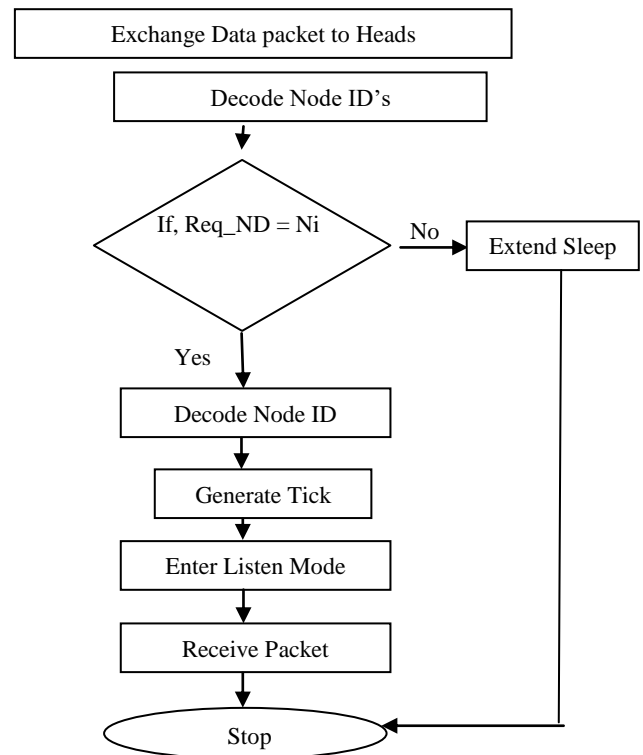 Exchange Data packet to Heads
Decode Node ID’s
If, Req_ND = Ni
No
Extend Sleep
Yes
Decode Node ID
Generate Tick
Enter Listen Mode
Receive Packet
Stop